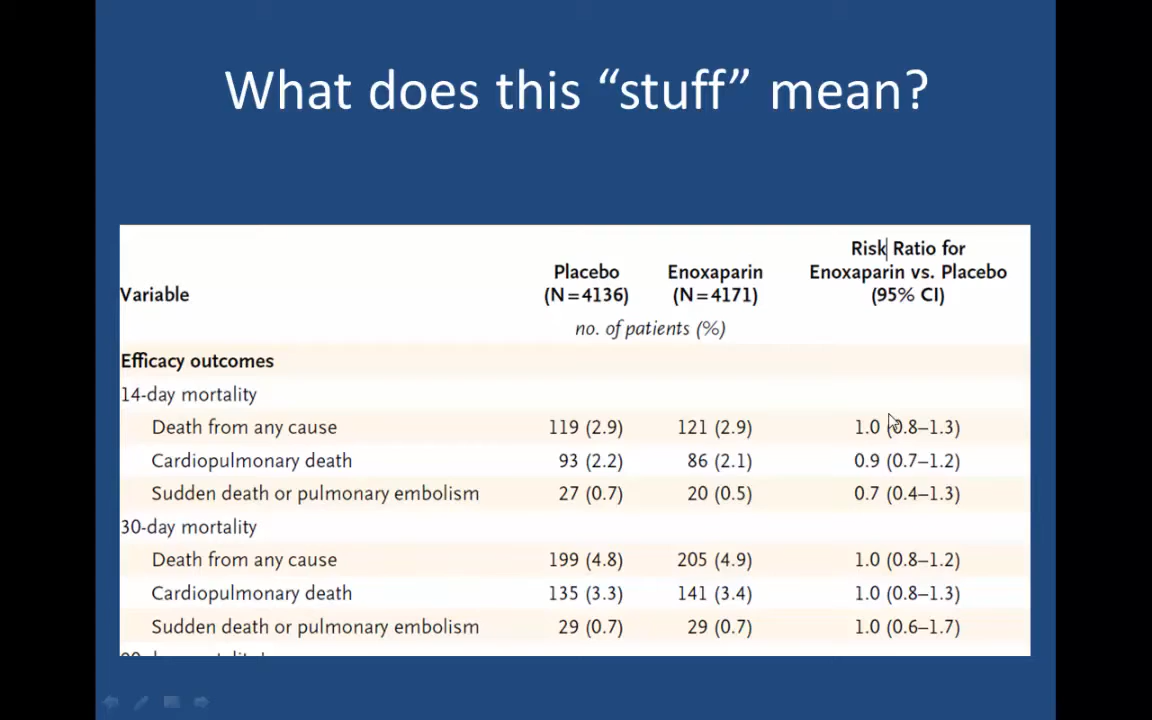 What does this “stuff” mean?
Risk Ratio for
Placebo Enoxaparin Enoxaparin vs. Placebo
Variable (N=4136) (N=4171) (95% CI)
no. of patients (%)
Efficacy outcomes
14-day mortality
Death from any cause 119 (2.9) 121 (2.9) 1.0 (0.8–1.3)
Cardiopulmonary death 93 (2.2) 86 (2.1) 0.9 (0.7–1.2)
Sudden death or pulmonary embolism 27 (0.7) 20 (0.5) 0.7 (0.4–1.3)
30-day mortality
Death from any cause 199 (4.8) 205 (4.9) 1.0 (0.8–1.2)
Cardiopulmonary death 135 (3.3) 141 (3.4) 1.0 (0.8–1.3)
Sudden death or pulmonary embolism 29 (0.7) 29 (0.7) 1.0 (0.6–1.7)